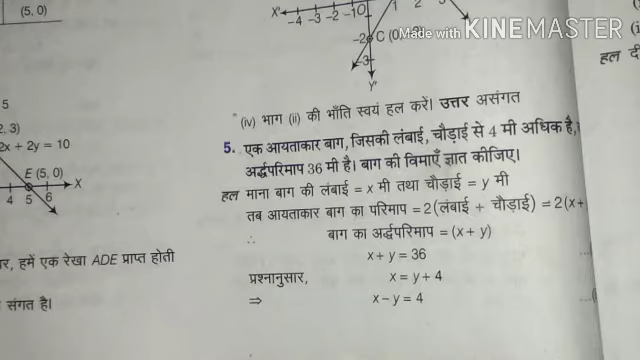 (5, 0)
X'
-4 -3 -2 -1 0 1 2
-2
C (0,
-3
Y'
Made with KINEMASTER
हल
(iv) भाग (ii) की भाँति स्वयं हल करें। उत्तर असंगत
5
2, 3)
2x + 2y = 10
E (5, 0)
X
4 5 6
र, हमें एक रेखा ADE प्राप्त होती
संगत है।
5. एक आयताकार बाग, जिसकी लंबाई, चौड़ाई से 4 मी अधिक है,
अर्द्धपरिमाप 36 मी है। बाग की विमाएँ ज्ञात कीजिए।
हल माना बाग की लंबाई = x मी तथा चौड़ाई = y मी
तब आयताकार बाग का परिमाप = 2(लंबाई + चौड़ाई) = 2(x+
∴ बाग का अर्द्धपरिमाप = (x + y)
x + y = 36
प्रश्नानुसार, x = y + 4
⇒ x − y = 4